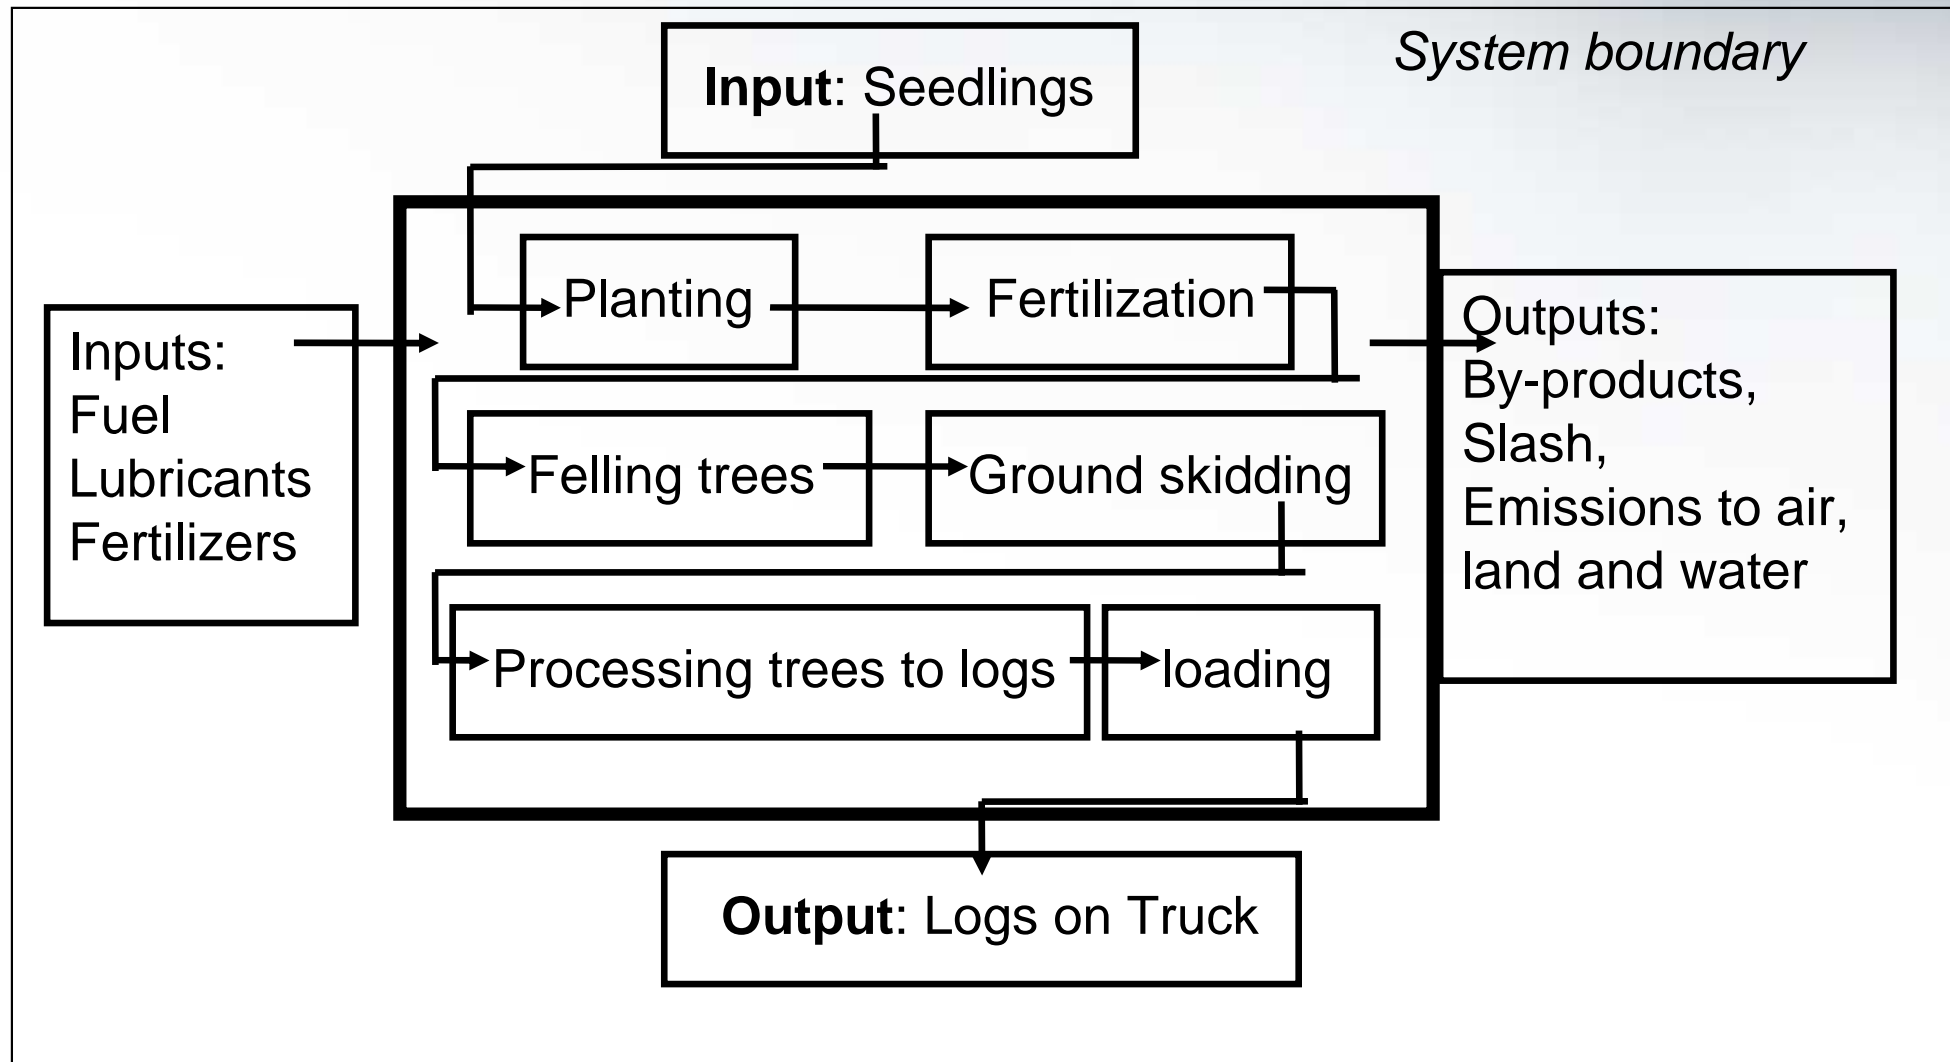 System boundary
Input: Seedlings
Planting
Fertilization
Inputs:
Fuel
Lubricants
Fertilizers
Felling trees
Ground skidding
Processing trees to logs
loading
Outputs:
By-products,
Slash,
Emissions to air,
land and water
Output: Logs on Truck